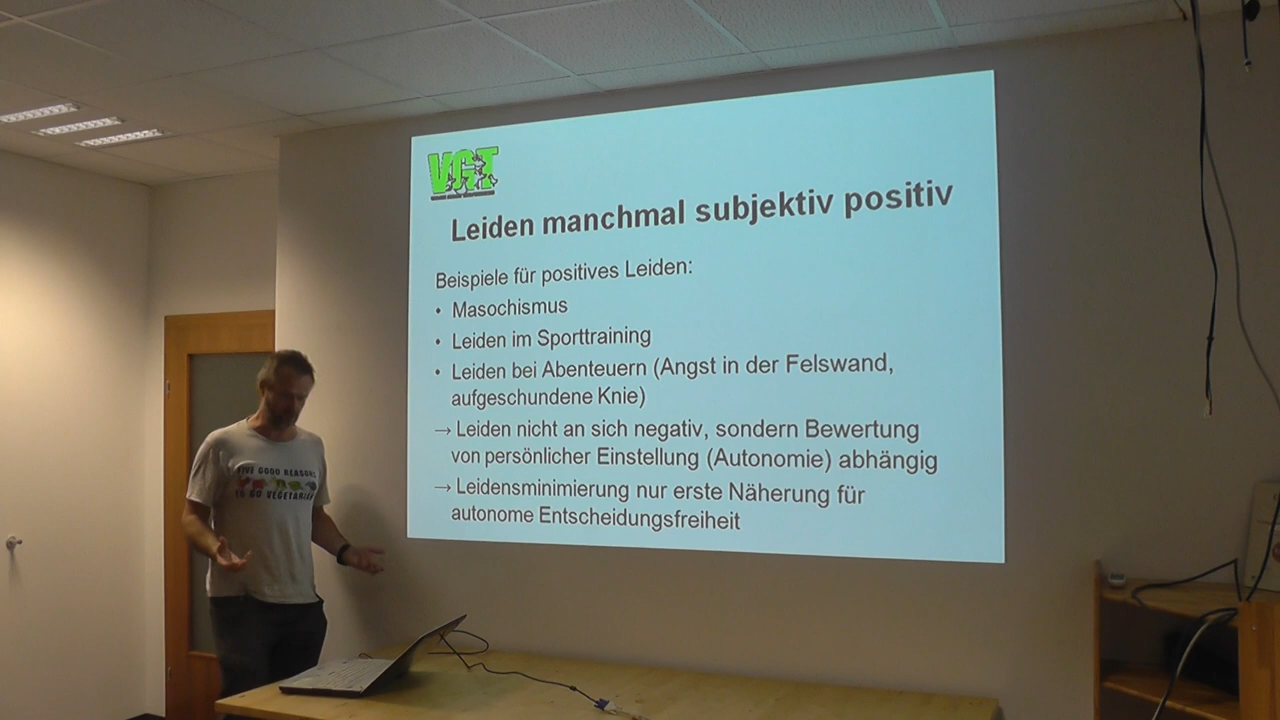 VGT
Leiden manchmal subjektiv positiv
Beispiele für positives Leiden:
• Masochismus
• Leiden im Sporttraining
• Leiden bei Abenteuern (Angst in der Felswand,
aufgeschundene Knie)
→ Leiden nicht an sich negativ, sondern Bewertung
von persönlicher Einstellung (Autonomie) abhängig
→ Leidensminimierung nur erste Näherung für
autonome Entscheidungsfreiheit
FIVE GOOD REASONS
TO GO VEGETARIAN